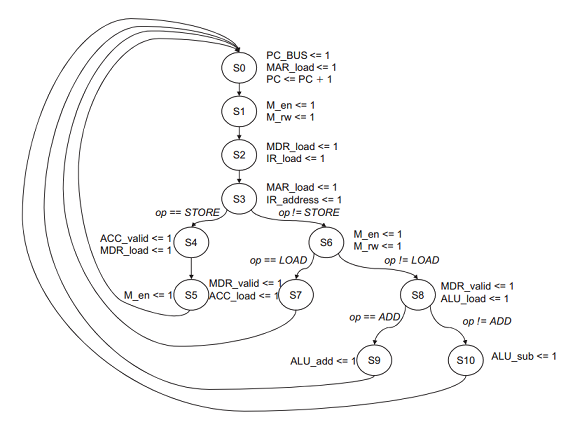 S0
PC_BUS <= 1
MAR_load <= 1
PC <= PC + 1
S1
M_en <= 1
M_rw <= 1
S2
MDR_load <= 1
IR_load <= 1
S3
MAR_load <= 1
IR_address <= 1
op == STORE
op != STORE
ACC_valid <= 1
MDR_load <= 1
S4
S6
M_en <= 1
M_rw <= 1
op == LOAD
op != LOAD
M_en <= 1
S5
MDR_valid <= 1
ACC_load <= 1
S7
S8
MDR_valid <= 1
ALU_load <= 1
op == ADD
op != ADD
ALU_add <= 1
S9
S10
ALU_sub <= 1